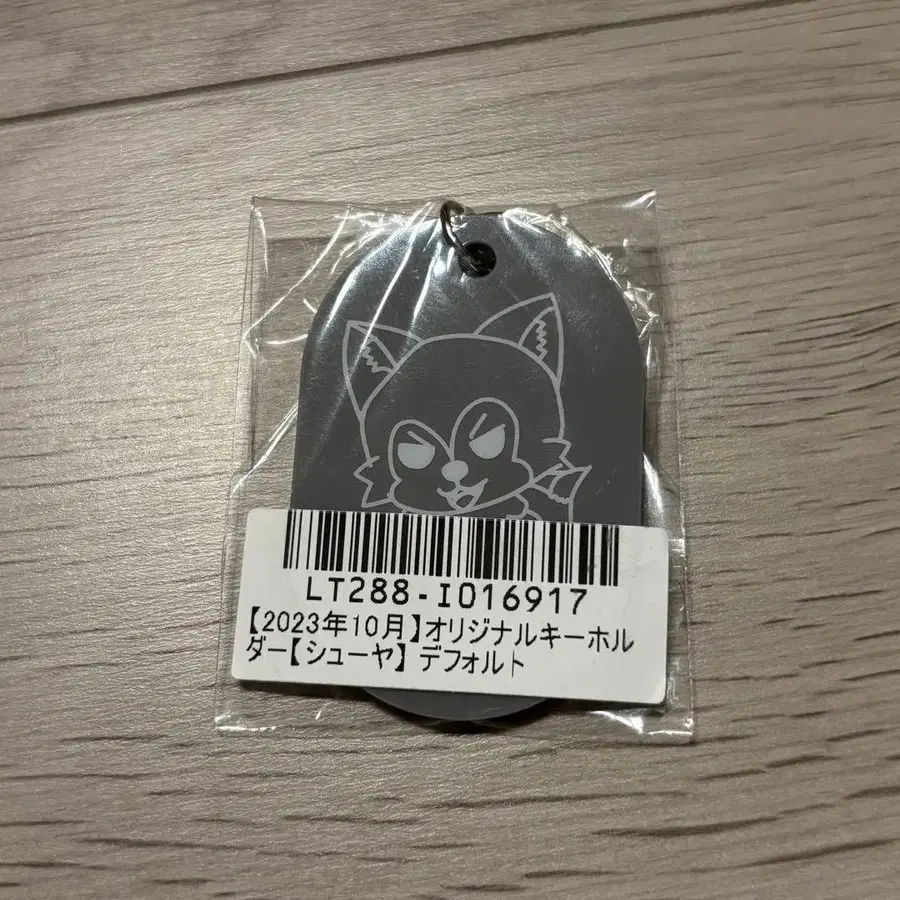 LT288-I016917
【2023年10月】オリジナルキーホル
ダー【シューヤ】 デフォルト